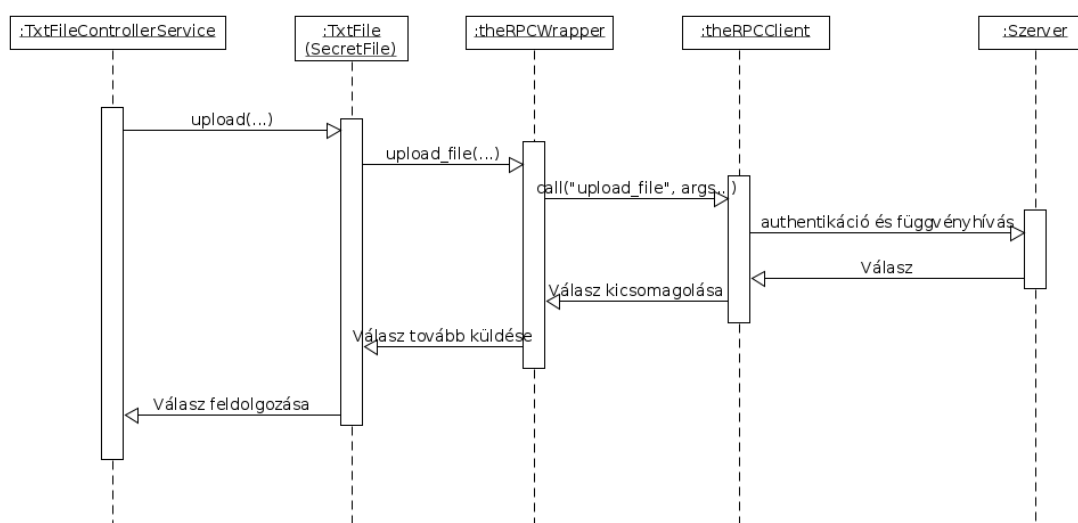 :TxtFileControllerService
:TxtFile
(SecretFile)
:theRPCWrapper
:theRPCClient
:Szerver
upload(...)
upload_file(...)
call("upload_file", args...)
authentikáció és függvényhívás
Válasz
Válasz kicsomagolása
Válasz tovább küldése
Válasz feldolgozása